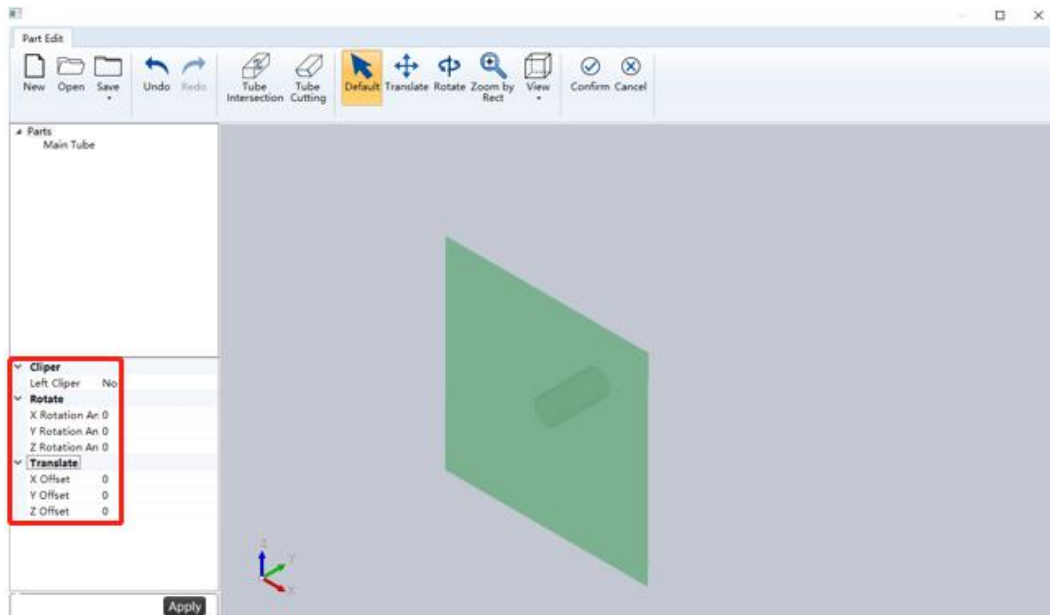 Part Edit
New Open Save Undo Redo Tube Intersection Tube Cutting Default Translate Rotate Zoom by Rect View Confirm Cancel
Parts
Main Tube
Cliper
Left Cliper No
Rotate
X Rotation An 0
Y Rotation An 0
Z Rotation An 0
Translate
X Offset 0
Y Offset 0
Z Offset 0
Z
Y
X
Apply